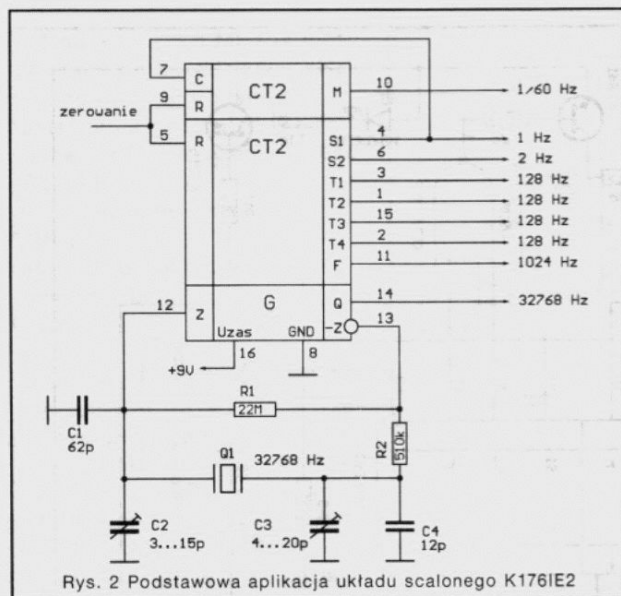 7 C CT2 M 10 1/60 Hz
9 R
zerowanie
5 R CT2 S1 4 1 Hz
S2 6 2 Hz
T1 3 128 Hz
T2 1 128 Hz
T3 15 128 Hz
T4 2 128 Hz
F 11 1024 Hz
12 Z G Q 14 32768 Hz
-Z 13
Uzas GND
+9V 16 8
R1
22M
C1
62p
R2
510k
Q1 32768 Hz
C2
3...15p
C3
4...20p
C4
12p
Rys. 2 Podstawowa aplikacja układu scalonego K176IE2